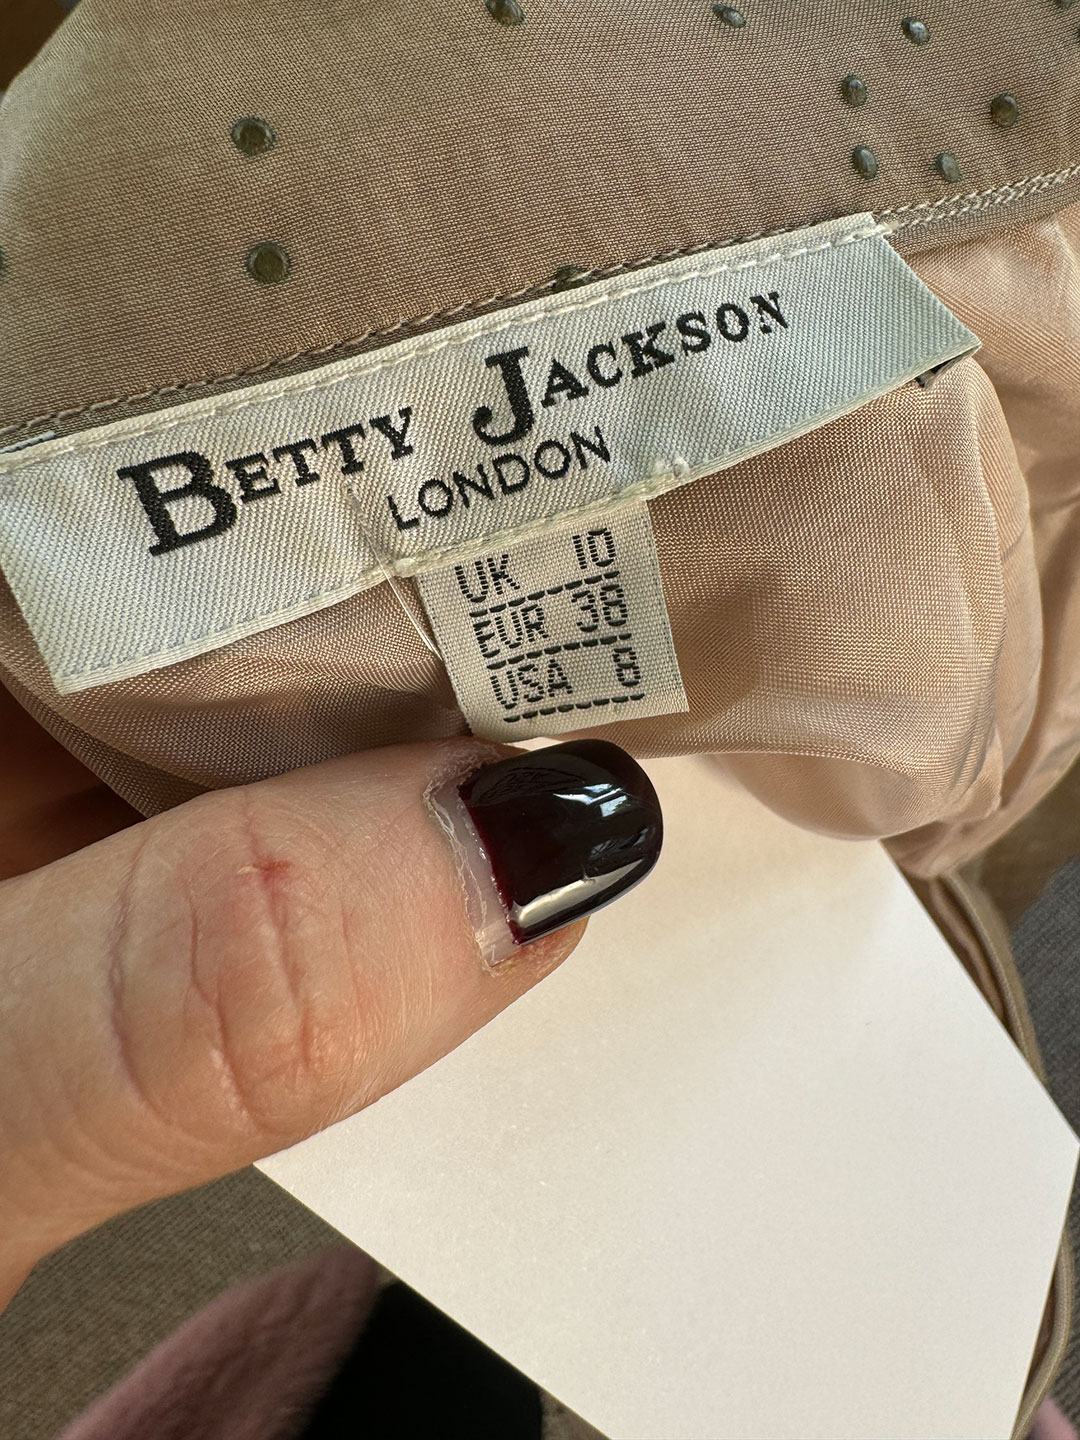 BETTY JACKSON
LONDON
UK 10
EUR 38
USA 8